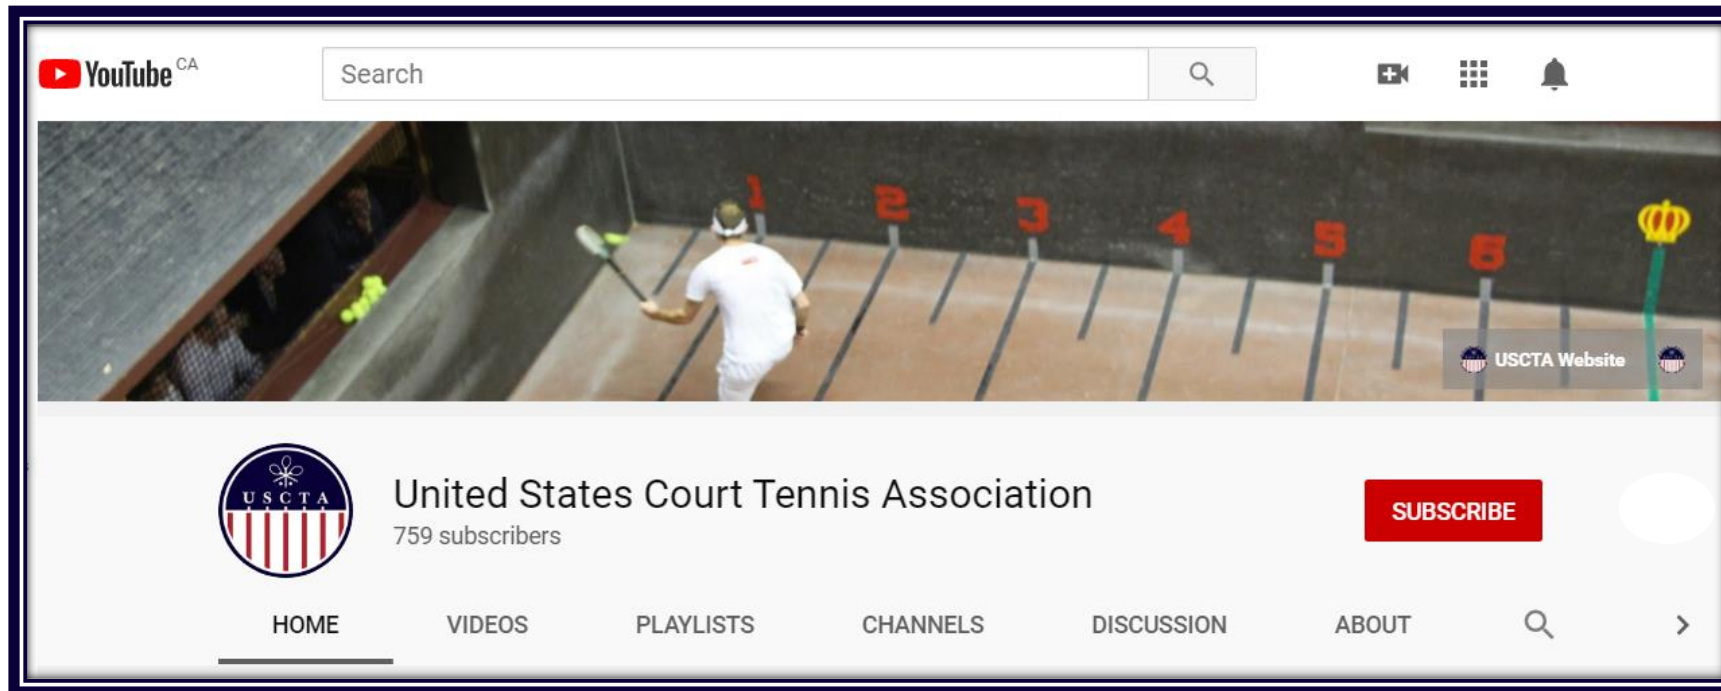 YouTube CA
Search
1 2 3 4 5 6
USCTA Website
USCTA
United States Court Tennis Association
759 subscribers
SUBSCRIBE
HOME VIDEOS PLAYLISTS CHANNELS DISCUSSION ABOUT